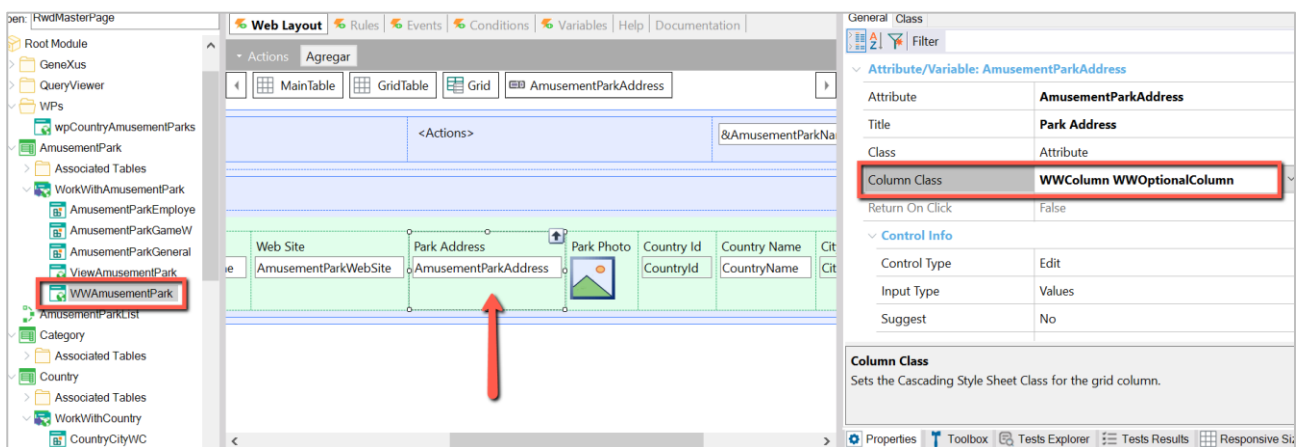 pen: RwdMasterPage
Root Module
GeneXus
QueryViewer
WPs
wpCountryAmusementParks
AmusementPark
Associated Tables
WorkWithAmusementPark
AmusementParkEmploye
AmusementParkGameW
AmusementParkGeneral
ViewAmusementPark
WWAmusementPark
AmusementParkList
Category
Associated Tables
Country
Associated Tables
WorkWithCountry
CountryCityWC
Web Layout Rules Events Conditions Variables Help Documentation
Actions Agregar
MainTable GridTable Grid AmusementParkAddress
<Actions> &AmusementParkNa
Web Site Park Address Park Photo Country Id Country Name Cit
e AmusementParkWebSite AmusementParkAddress CountryId CountryName Cit
General Class
Filter
Attribute/Variable: AmusementParkAddress
Attribute AmusementParkAddress
Title Park Address
Class Attribute
Column Class WWColumn WWOptionalColumn
Return On Click False
Control Info
Control Type Edit
Input Type Values
Suggest No
Column Class
Sets the Cascading Style Sheet Class for the grid column.
Properties Toolbox Tests Explorer Tests Results Responsive Siz